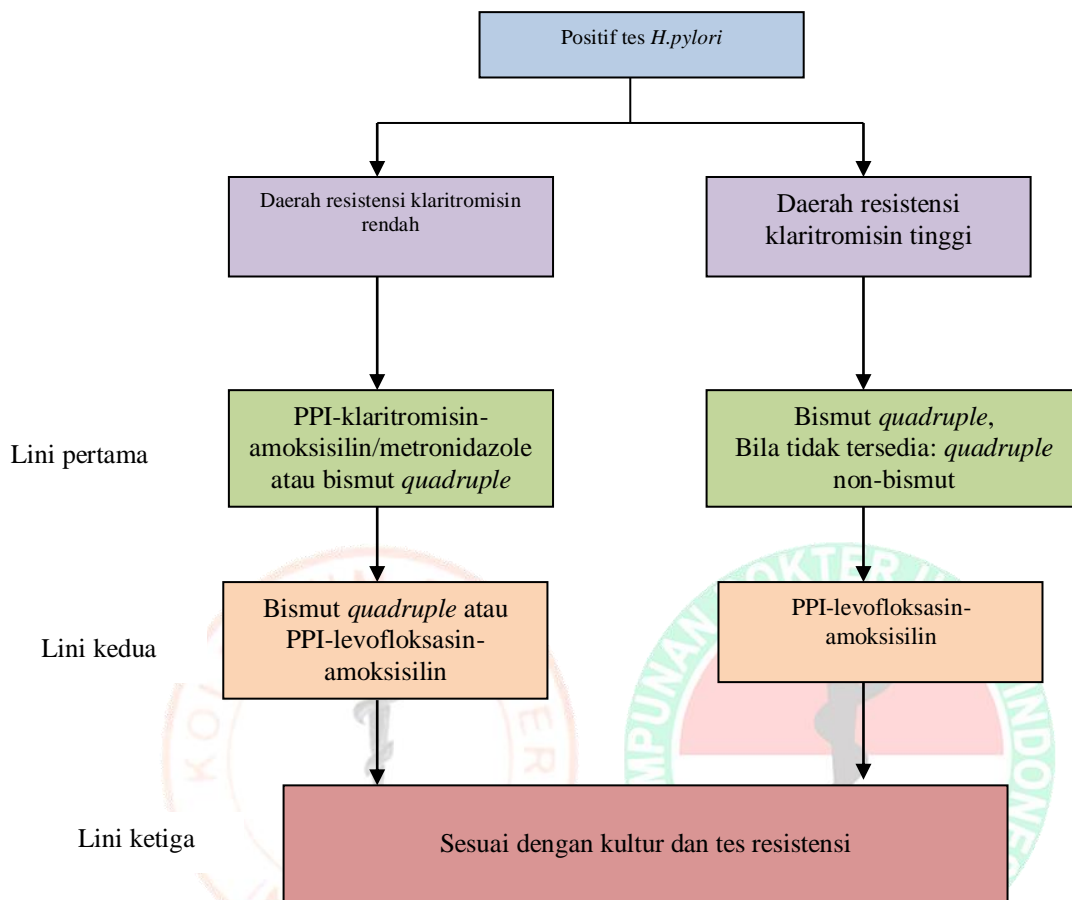 Positif tes H.pylori
Daerah resistensi klaritromisin
rendah
Daerah resistensi
klaritromisin tinggi
Lini pertama
PPI-klaritromisin-
amoksisilin/metronidazole
atau bismut quadruple
Bismut quadruple,
Bila tidak tersedia: quadruple
non-bismut
Lini kedua
Bismut quadruple atau
PPI-levofloksasin-
amoksisilin
PPI-levofloksasin-
amoksisilin
Lini ketiga
Sesuai dengan kultur dan tes resistensi